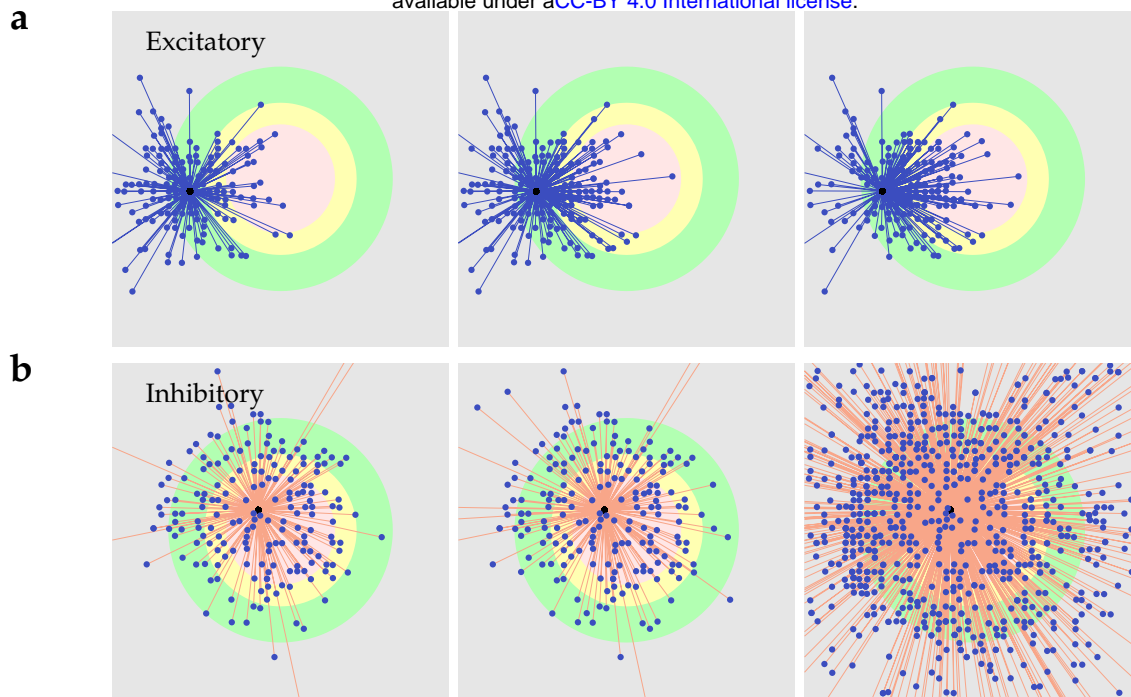 available under aCC-BY 4.0 International license.
a
Excitatory
b
Inhibitory